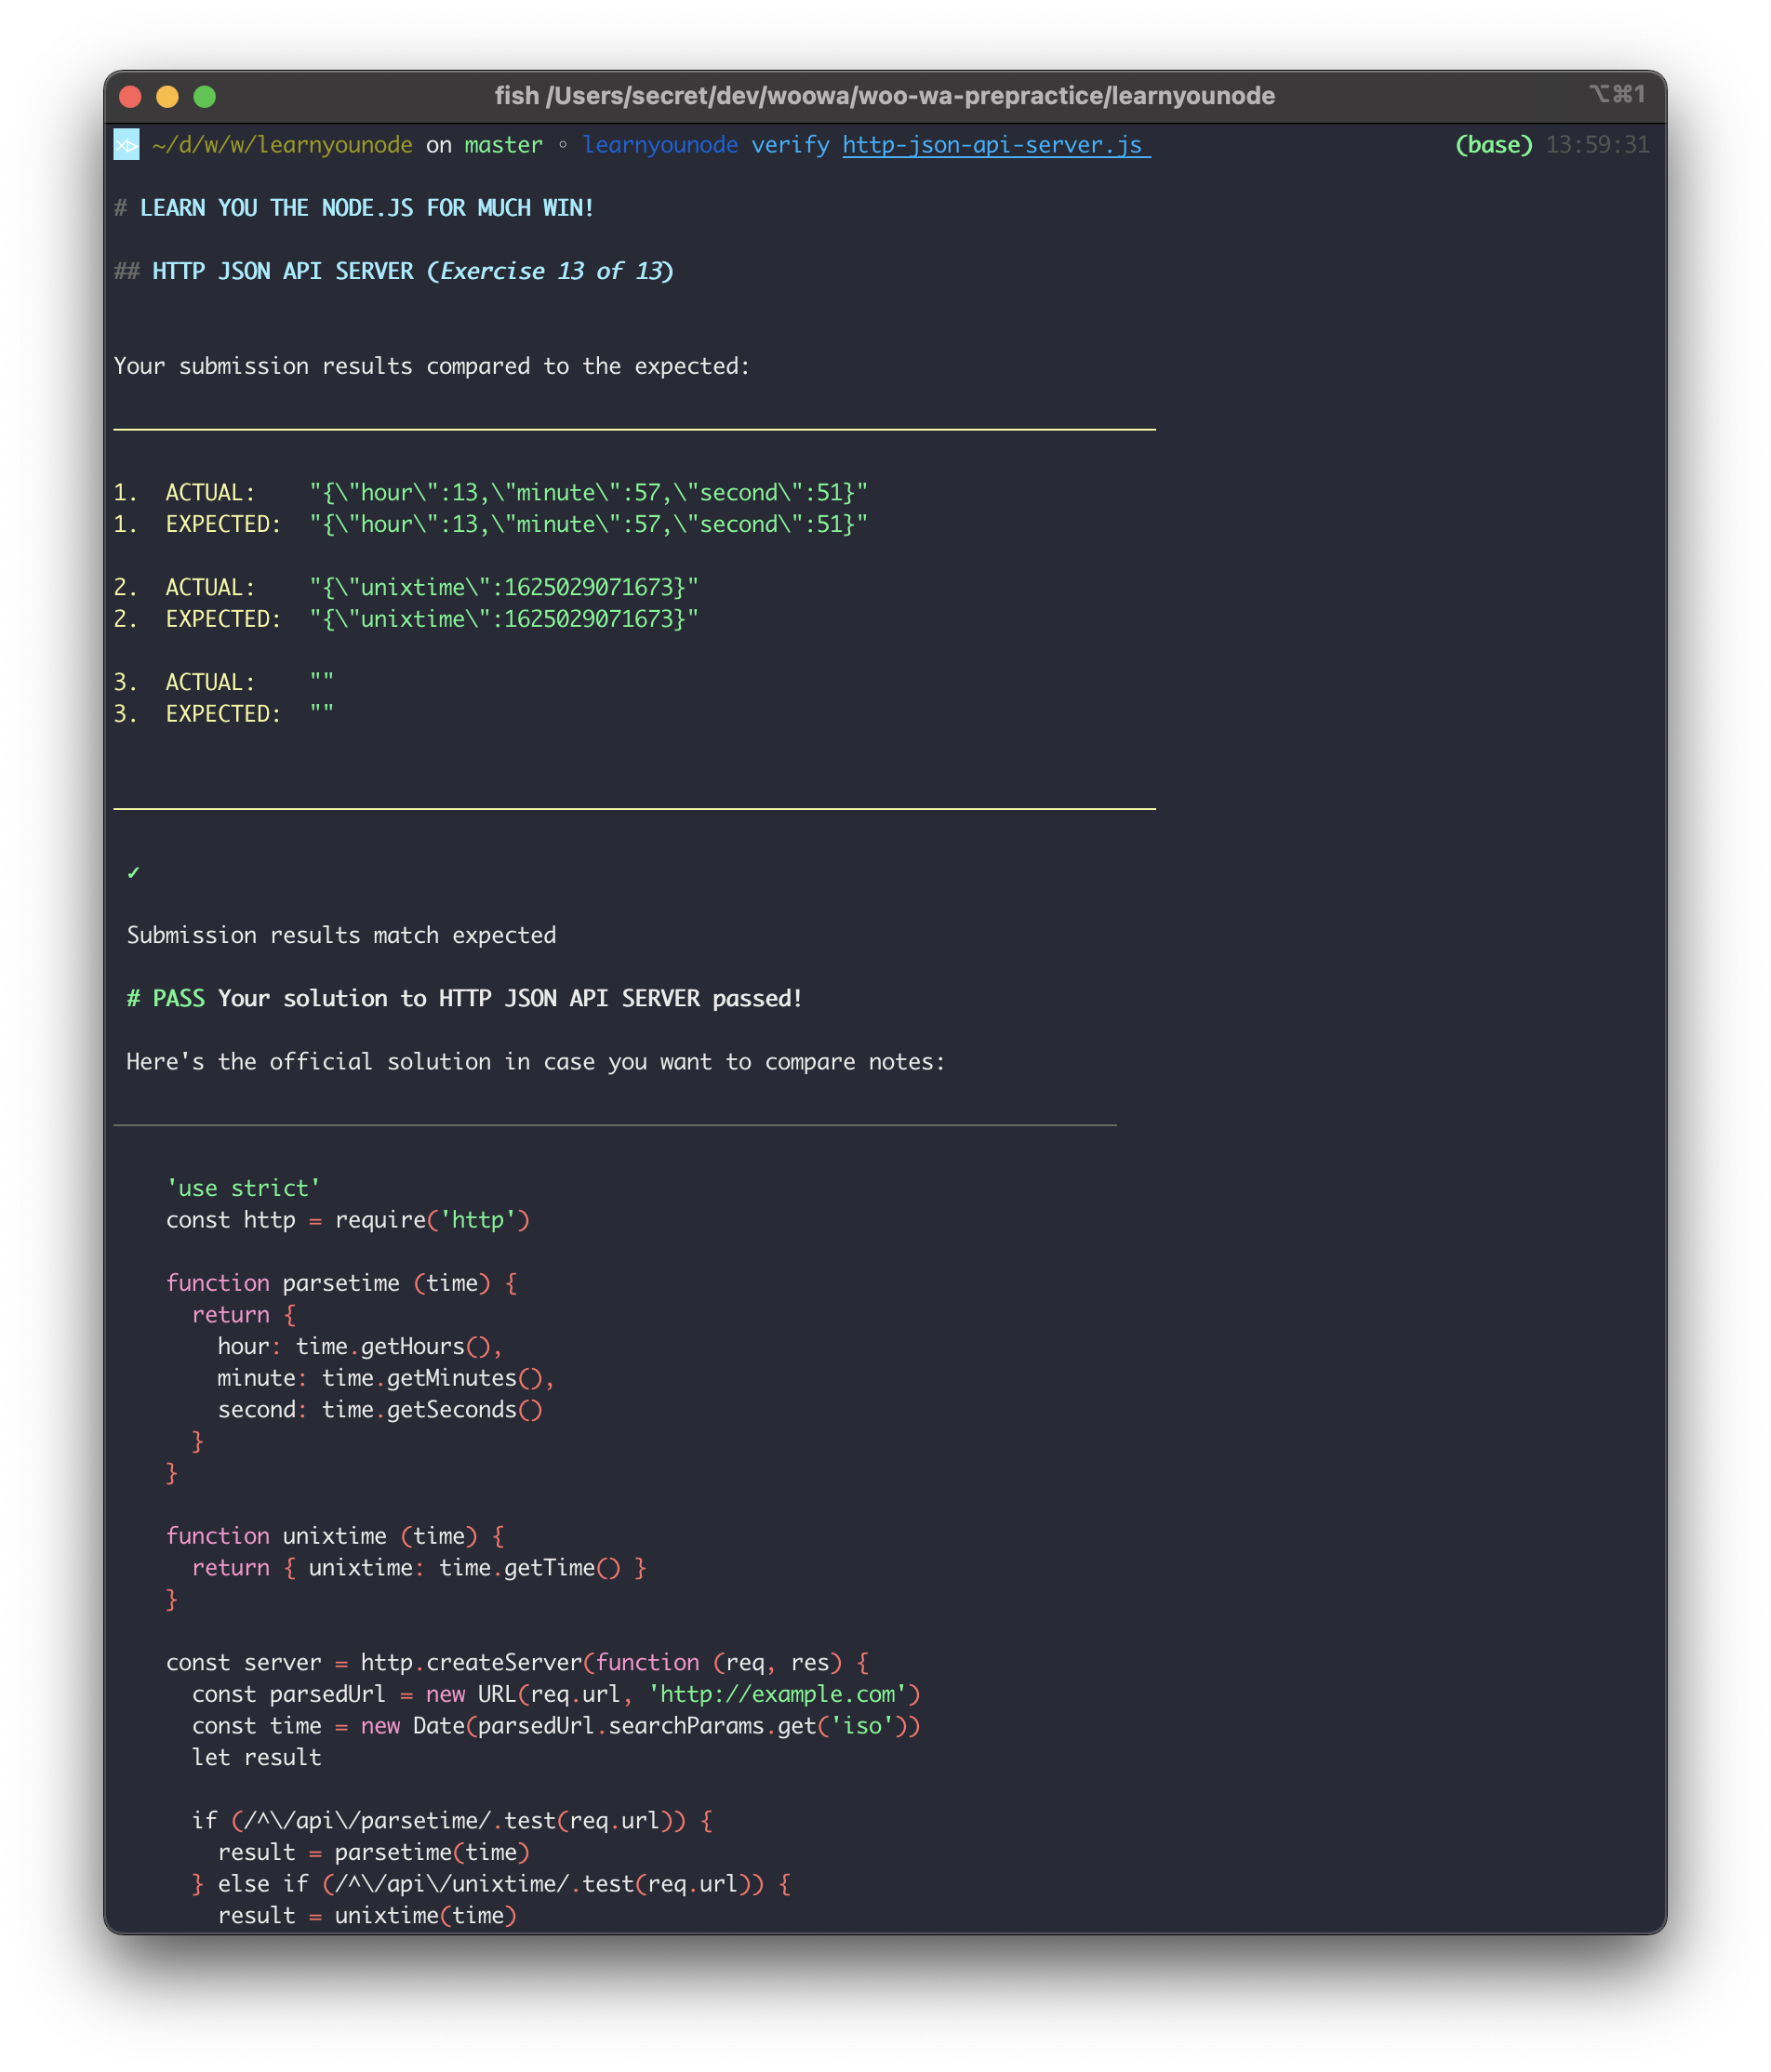 fish /Users/secret/dev/woowa/woo-wa-prepractice/learnyounode ⌥⌘1
~/d/w/w/learnyounode on master ◦ learnyounode verify http-json-api-server.js (base) 13:59:31
# LEARN YOU THE NODE.JS FOR MUCH WIN!
## HTTP JSON API SERVER (Exercise 13 of 13)
Your submission results compared to the expected:
1.  ACTUAL:    "{\"hour\":13,\"minute\":57,\"second\":51}"
1.  EXPECTED:  "{\"hour\":13,\"minute\":57,\"second\":51}"
2.  ACTUAL:    "{\"unixtime\":1625029071673}"
2.  EXPECTED:  "{\"unixtime\":1625029071673}"
3.  ACTUAL:    ""
3.  EXPECTED:  ""
✓
Submission results match expected
# PASS Your solution to HTTP JSON API SERVER passed!
Here's the official solution in case you want to compare notes:
'use strict'
const http = require('http')
function parsetime (time) {
  return {
    hour: time.getHours(),
    minute: time.getMinutes(),
    second: time.getSeconds()
  }
}
function unixtime (time) {
  return { unixtime: time.getTime() }
}
const server = http.createServer(function (req, res) {
  const parsedUrl = new URL(req.url, 'http://example.com')
  const time = new Date(parsedUrl.searchParams.get('iso'))
  let result
  if (/^\/api\/parsetime/.test(req.url)) {
    result = parsetime(time)
  } else if (/^\/api\/unixtime/.test(req.url)) {
    result = unixtime(time)